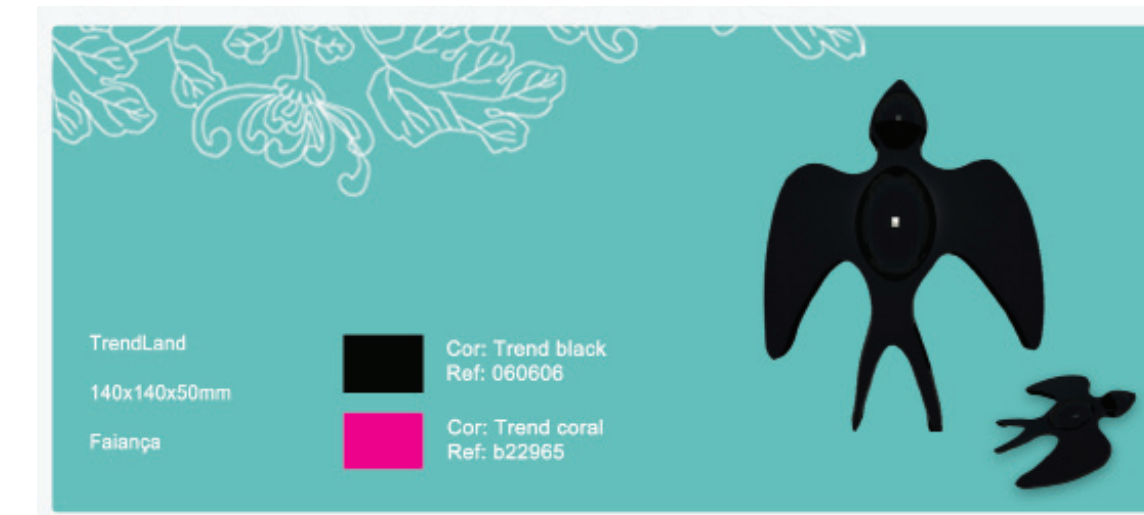 TrendLand
140x140x50mm
Faiança
Cor: Trend black
Ref: 060606
Cor: Trend coral
Ref: b22965